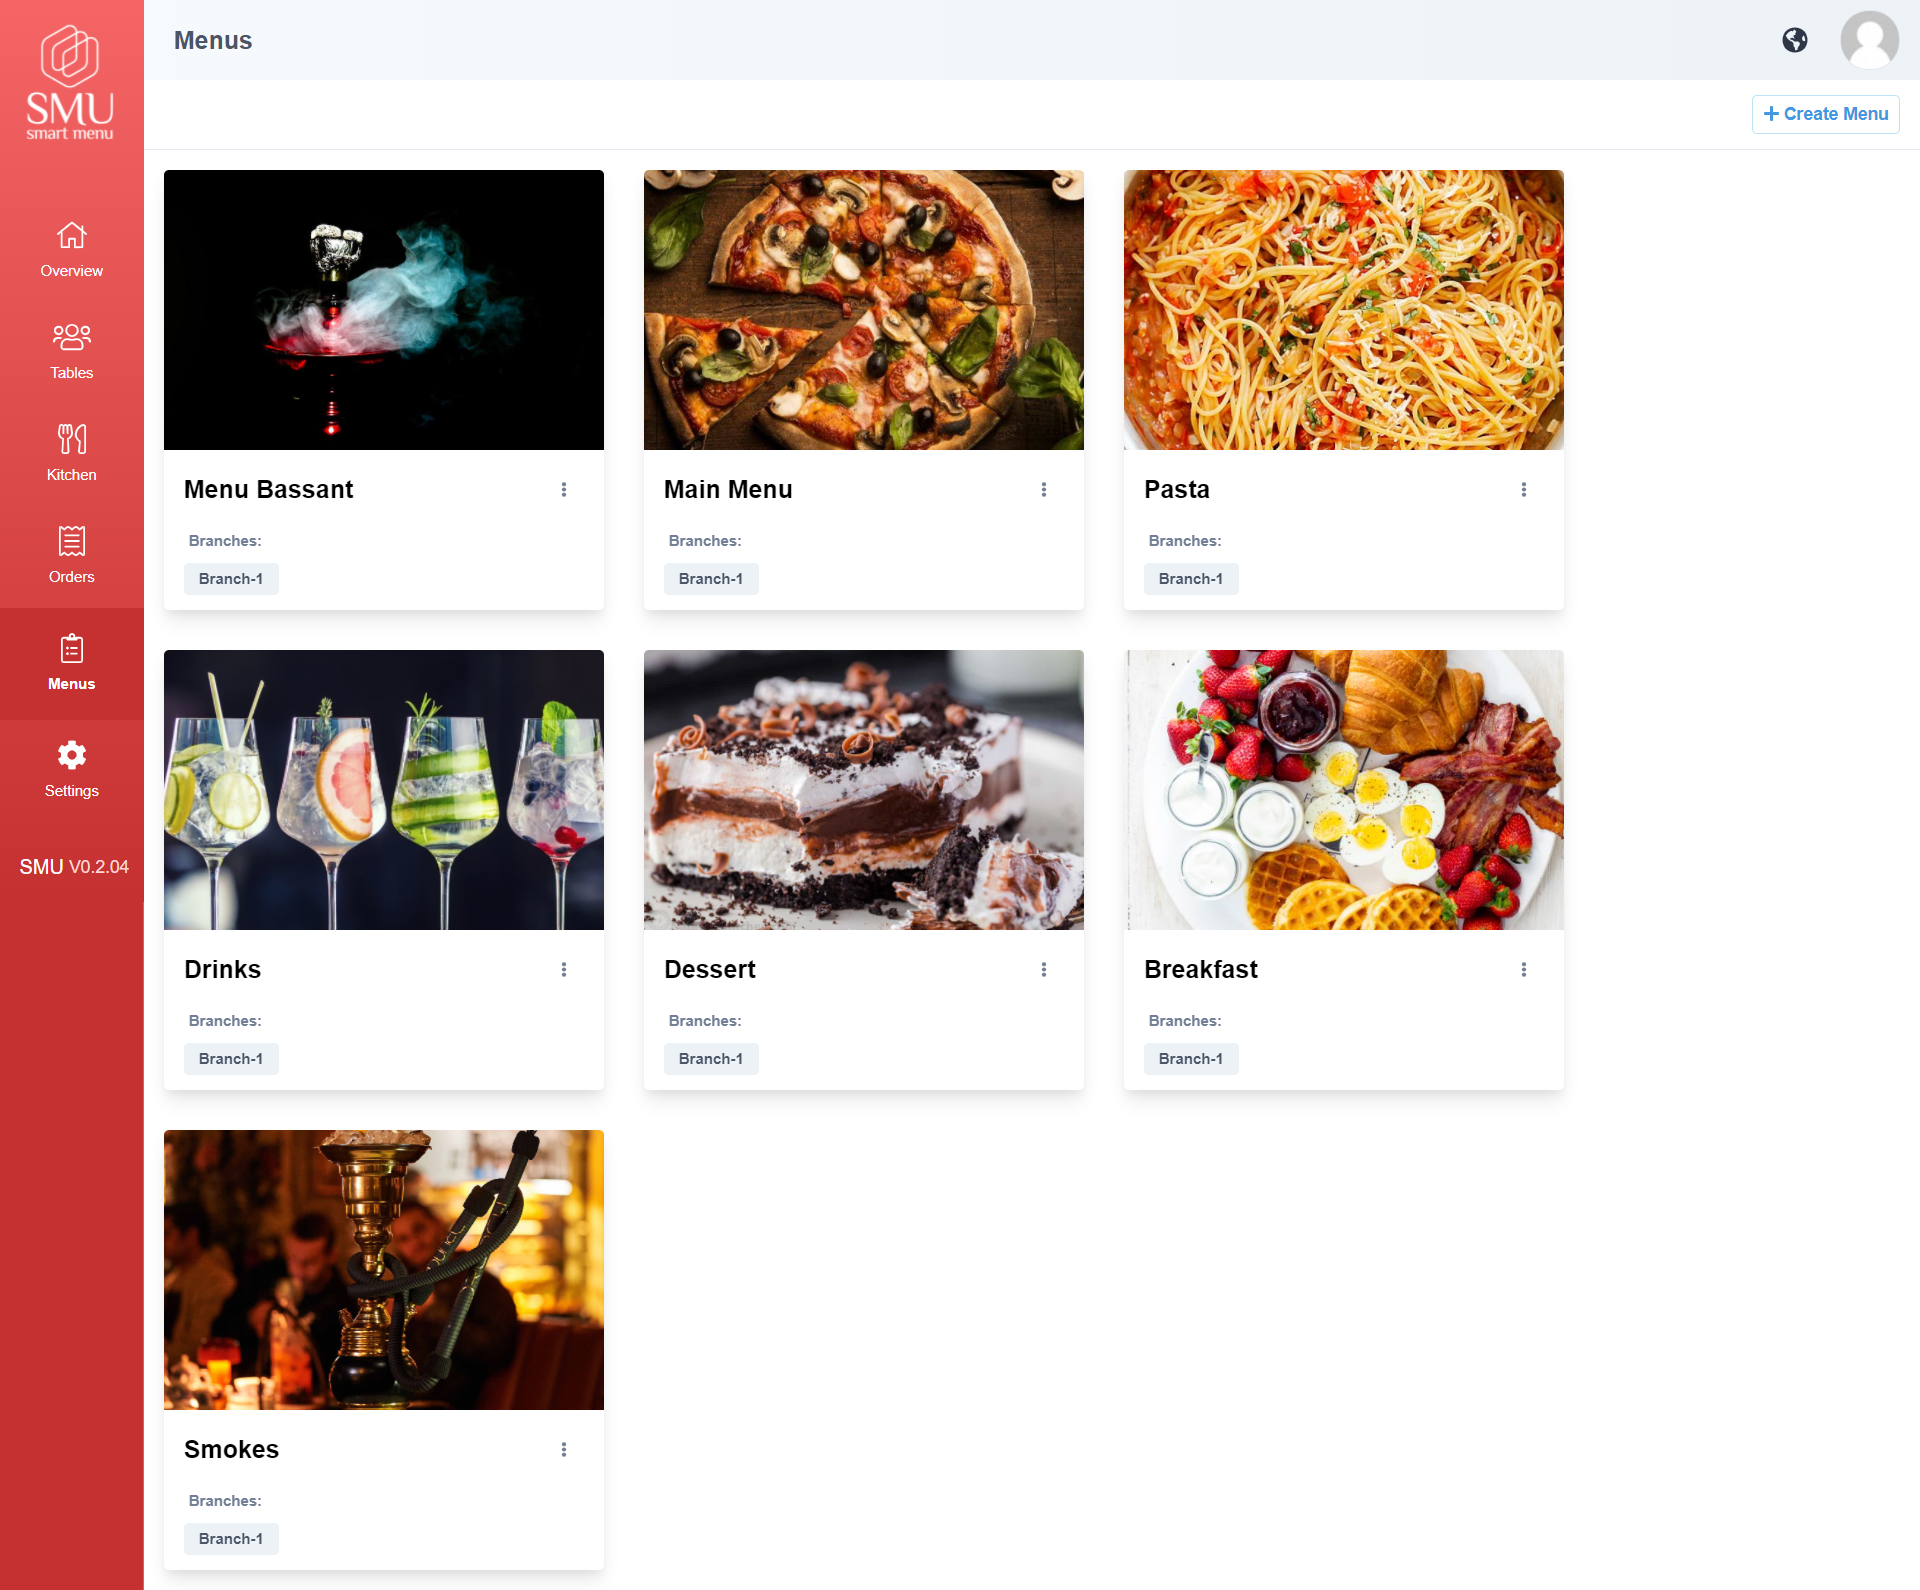 SMU
smart menu
Overview
Tables
Kitchen
Orders
Menus
Settings
SMU V0.2.04
Menus
Create Menu
Menu Bassant
Branches:
Branch-1
Main Menu
Branches:
Branch-1
Pasta
Branches:
Branch-1
Drinks
Branches:
Branch-1
Dessert
Branches:
Branch-1
Breakfast
Branches:
Branch-1
Smokes
Branches:
Branch-1